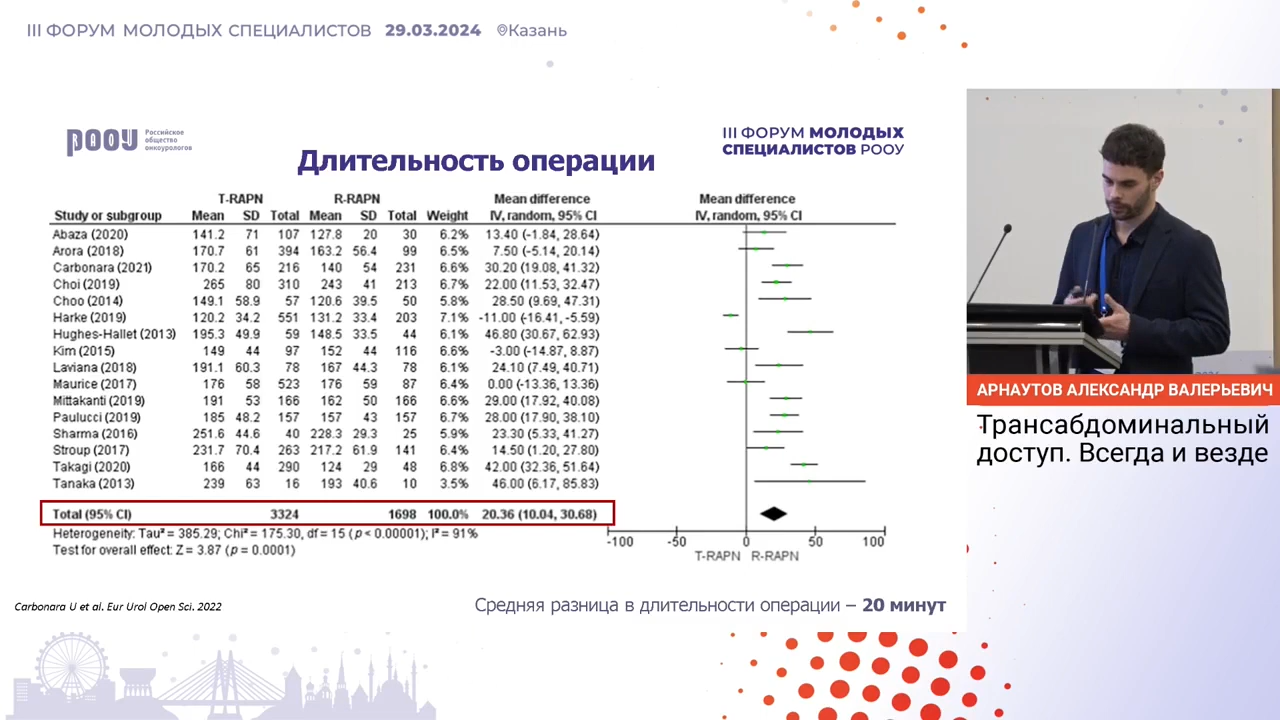 III ФОРУМ МОЛОДЫХ СПЕЦИАЛИСТОВ 29.03.2024 Казань
РООУ Российское общество онкоурологов
III ФОРУМ МОЛОДЫХ
СПЕЦИАЛИСТОВ РООУ
Длительность операции
T-RAPN R-RAPN Mean difference Mean difference
Study or subgroup Mean SD Total Mean SD Total Weight IV, random, 95% CI IV, random, 95% CI
Abaza (2020) 141.2 71 107 127.8 20 30 6.2% 13.40 (-1.84, 28.64)
Arora (2018) 170.7 61 394 163.2 56.4 99 6.5% 7.50 (-5.14, 20.14)
Carbonara (2021) 170.2 65 216 140 54 231 6.6% 30.20 (19.08, 41.32)
Choi (2019) 265 80 310 243 41 213 6.7% 22.00 (11.53, 32.47)
Choo (2014) 149.1 58.9 57 120.6 39.5 50 5.8% 28.50 (9.69, 47.31)
Harke (2019) 120.2 34.2 551 131.2 33.4 203 7.1% -11.00 (-16.41, -5.59)
Hughes-Hallet (2013) 195.3 49.9 59 148.5 33.5 44 6.1% 46.80 (30.67, 62.93)
Kim (2015) 149 44 97 152 44 116 6.6% -3.00 (-14.87, 8.87)
Laviana (2018) 191.1 60.3 78 167 44.3 78 6.1% 24.10 (7.49, 40.71)
Maurice (2017) 176 58 523 176 59 87 6.4% 0.00 (-13.36, 13.36)
Mittakanti (2019) 191 53 166 162 50 166 6.6% 29.00 (17.92, 40.08)
Paulucci (2019) 185 48.2 157 157 43 157 6.7% 28.00 (17.90, 38.10)
Sharma (2016) 251.6 44.6 40 228.3 29.3 25 5.9% 23.30 (5.33, 41.27)
Stroup (2017) 231.7 70.4 263 217.2 61.9 141 6.4% 14.50 (1.20, 27.80)
Takagi (2020) 166 44 290 124 29 48 6.8% 42.00 (32.36, 51.64)
Tanaka (2013) 239 63 16 193 40.6 10 3.5% 46.00 (6.17, 85.83)
Total (95% CI) 3324 1698 100.0% 20.36 (10.04, 30.68)
Heterogeneity: Tau² = 385.29; Chi² = 175.30, df = 15 (p < 0.00001); I² = 91%
Test for overall effect: Z = 3.87 (p = 0.0001)
-100 -50 0 50 100
T-RAPN R-RAPN
Carbonara U et al. Eur Urol Open Sci. 2022
Средняя разница в длительности операции – 20 минут
АРНАУТОВ АЛЕКСАНДР ВАЛЕРЬЕВИЧ
Трансабдоминальный
доступ. Всегда и везде